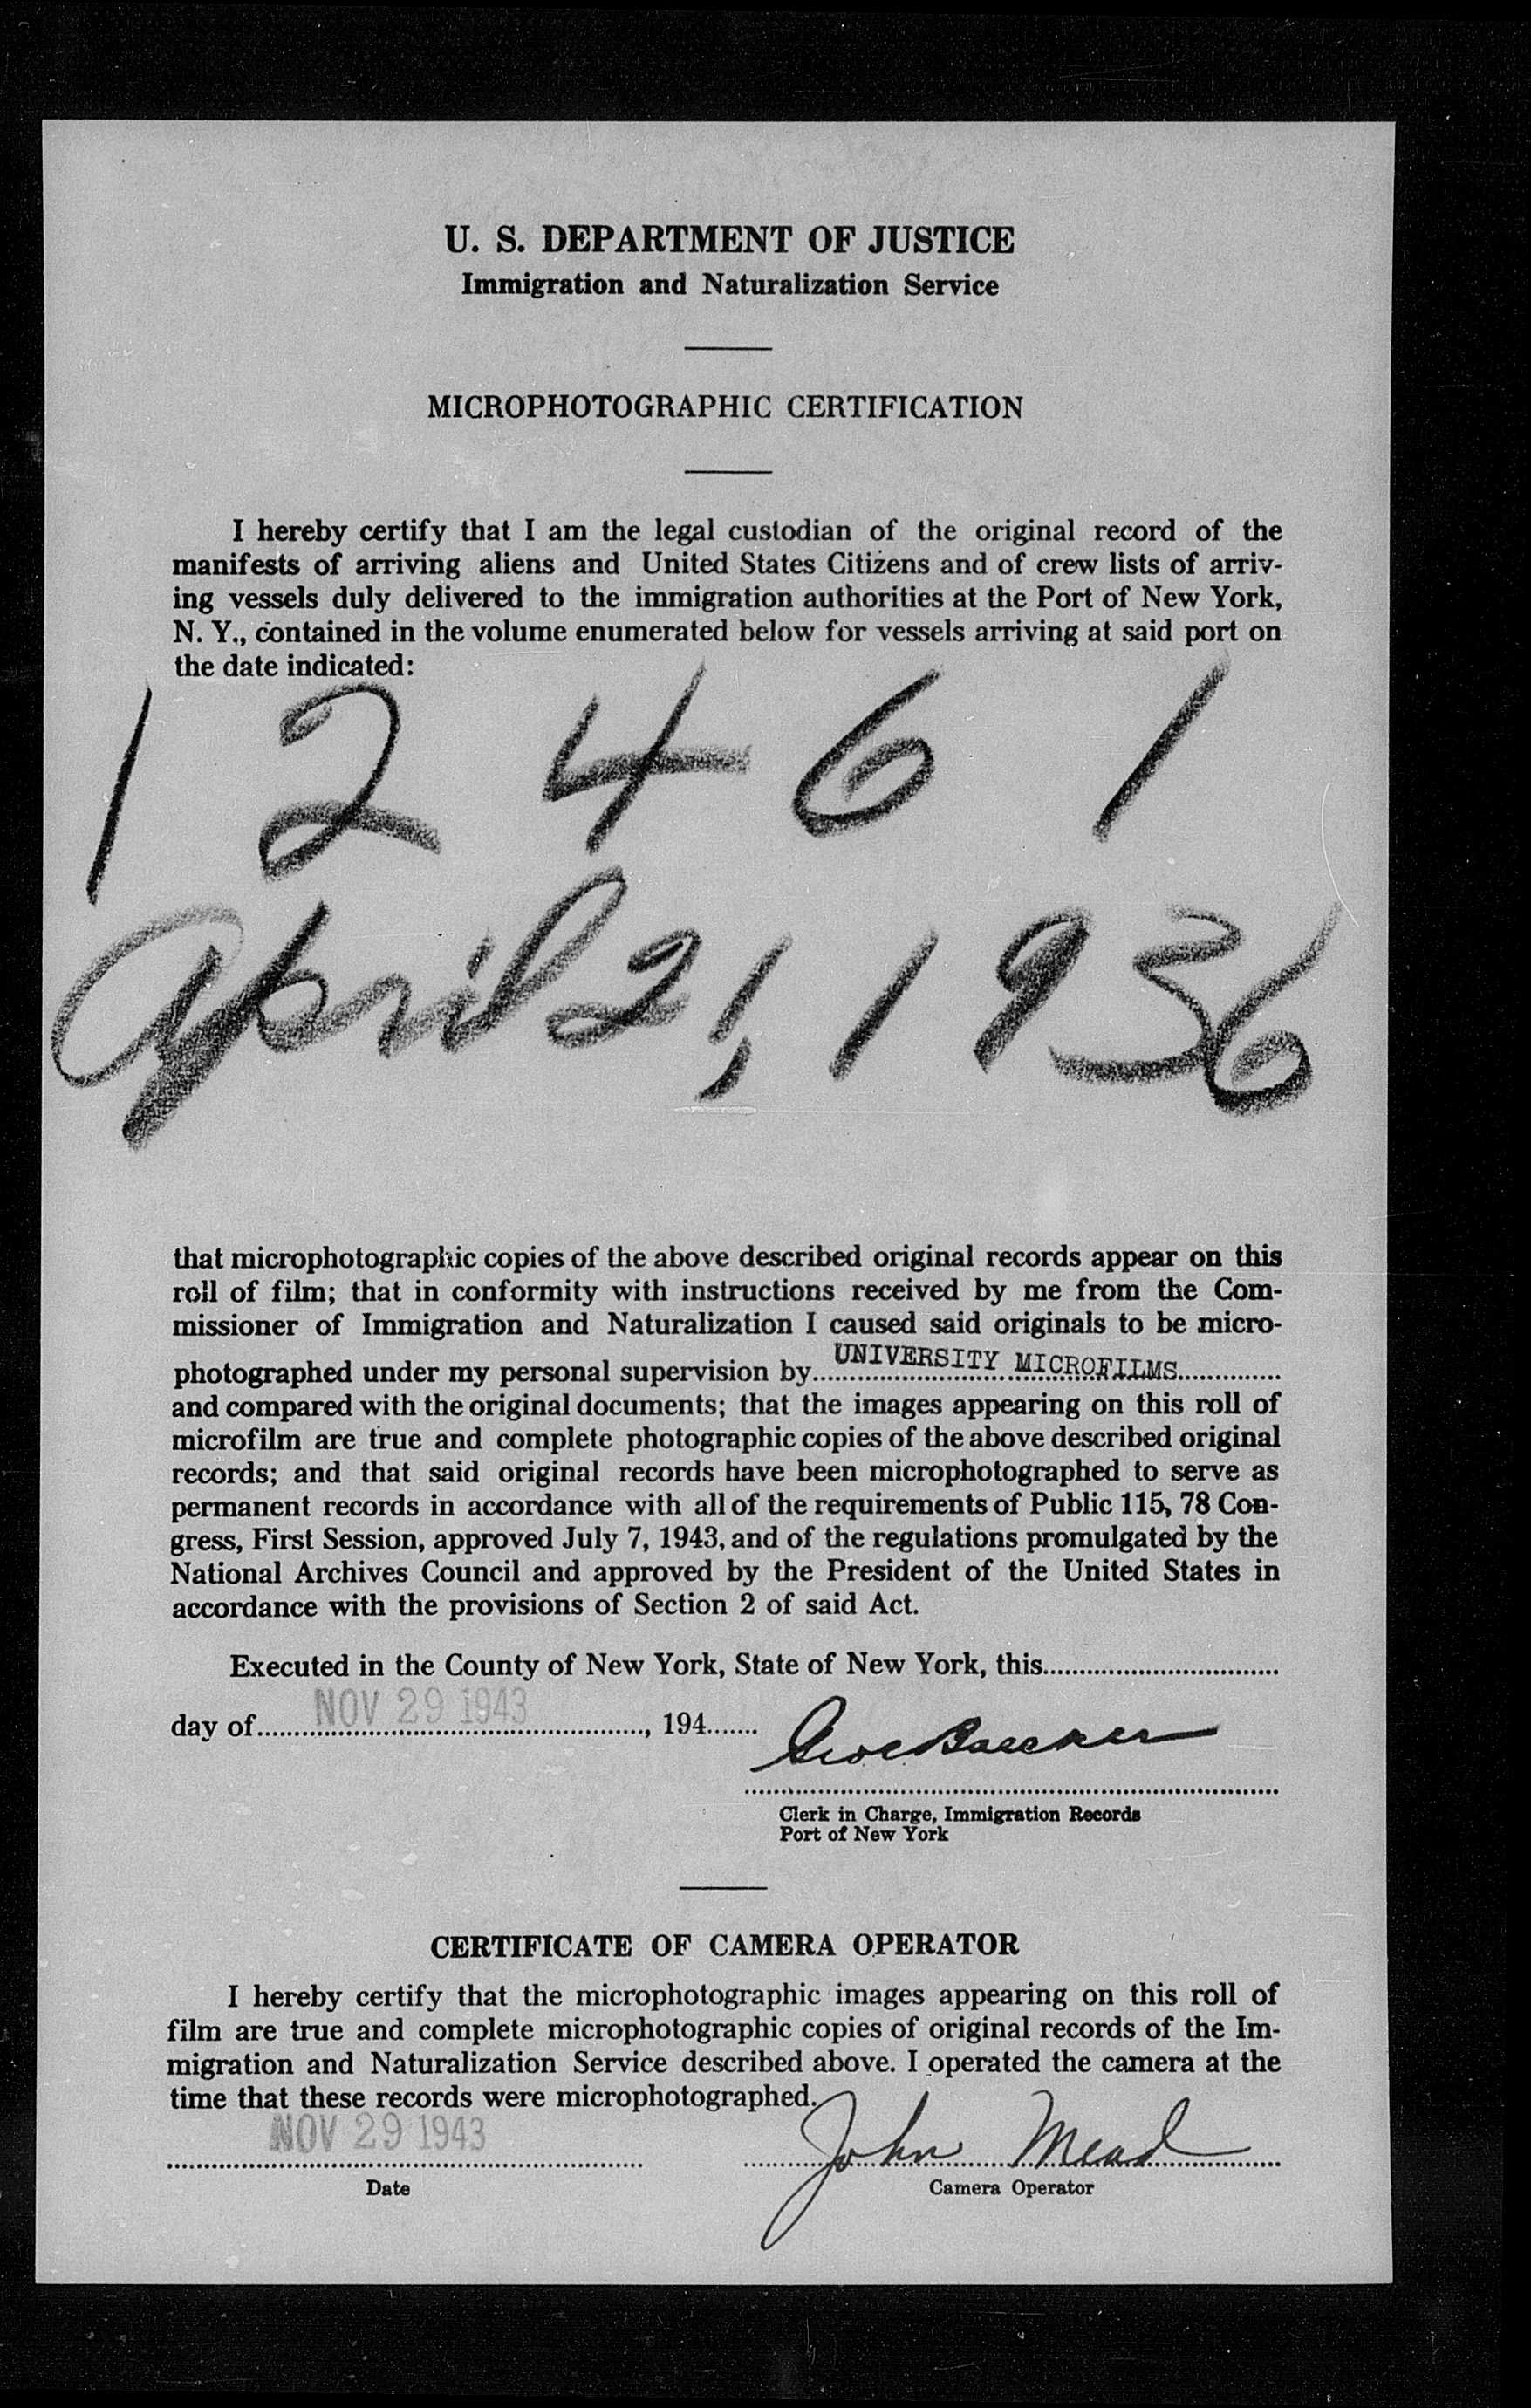 U. S. DEPARTMENT OF JUSTICE
Immigration and Naturalization Service
MICROPHOTOGRAPHIC CERTIFICATION
I hereby certify that I am the legal custodian of the original record of the
manifests of arriving aliens and United States Citizens and of crew lists of arriv-
ing vessels duly delivered to the immigration authorities at the Port of New York,
N. Y., contained in the volume enumerated below for vessels arriving at said port on
the date indicated:
1 2 4 6 1
April 21, 1936
that microphotographic copies of the above described original records appear on this
roll of film; that in conformity with instructions received by me from the Com-
missioner of Immigration and Naturalization I caused said originals to be micro-
photographed under my personal supervision by UNIVERSITY MICROFILMS
and compared with the original documents; that the images appearing on this roll of
microfilm are true and complete photographic copies of the above described original
records; and that said original records have been microphotographed to serve as
permanent records in accordance with all of the requirements of Public 115, 78 Con-
gress, First Session, approved July 7, 1943, and of the regulations promulgated by the
National Archives Council and approved by the President of the United States in
accordance with the provisions of Section 2 of said Act.
Executed in the County of New York, State of New York, this
day of NOV 29 1943, 194
Clerk in Charge, Immigration Records
Port of New York
CERTIFICATE OF CAMERA OPERATOR
I hereby certify that the microphotographic images appearing on this roll of
film are true and complete microphotographic copies of original records of the Im-
migration and Naturalization Service described above. I operated the camera at the
time that these records were microphotographed.
NOV 29 1943 John Mead
Date Camera Operator